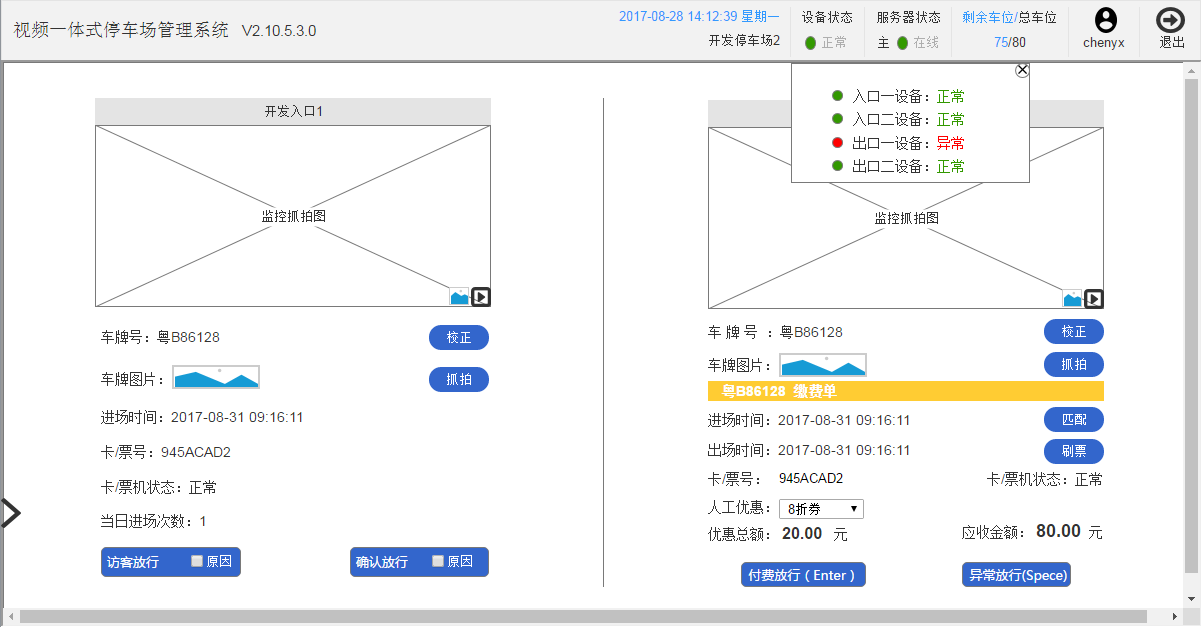 视频一体式停车场管理系统 V2.10.5.3.0
2017-08-28 14:12:39 星期一
开发停车场2
设备状态
正常
服务器状态
主 在线
剩余车位/总车位
75/80
chenyx
退出
入口一设备：正常
入口二设备：正常
出口一设备：异常
出口二设备：正常
开发入口1
监控抓拍图
车牌号：粤B86128 校正
车牌图片： 抓拍
进场时间：2017-08-31 09:16:11
卡/票号：945ACAD2
卡/票机状态：正常
当日进场次数：1
访客放行 原因
确认放行 原因
监控抓拍图
车 牌 号 ：粤B86128 校正
车牌图片： 抓拍
粤B86128 缴费单
进场时间：2017-08-31 09:16:11 匹配
出场时间：2017-08-31 09:16:11 刷票
卡/票号： 945ACAD2 卡/票机状态：正常
人工优惠： 8折券
优惠总额： 20.00 元 应收金额： 80.00 元
付费放行（Enter） 异常放行(Spece)